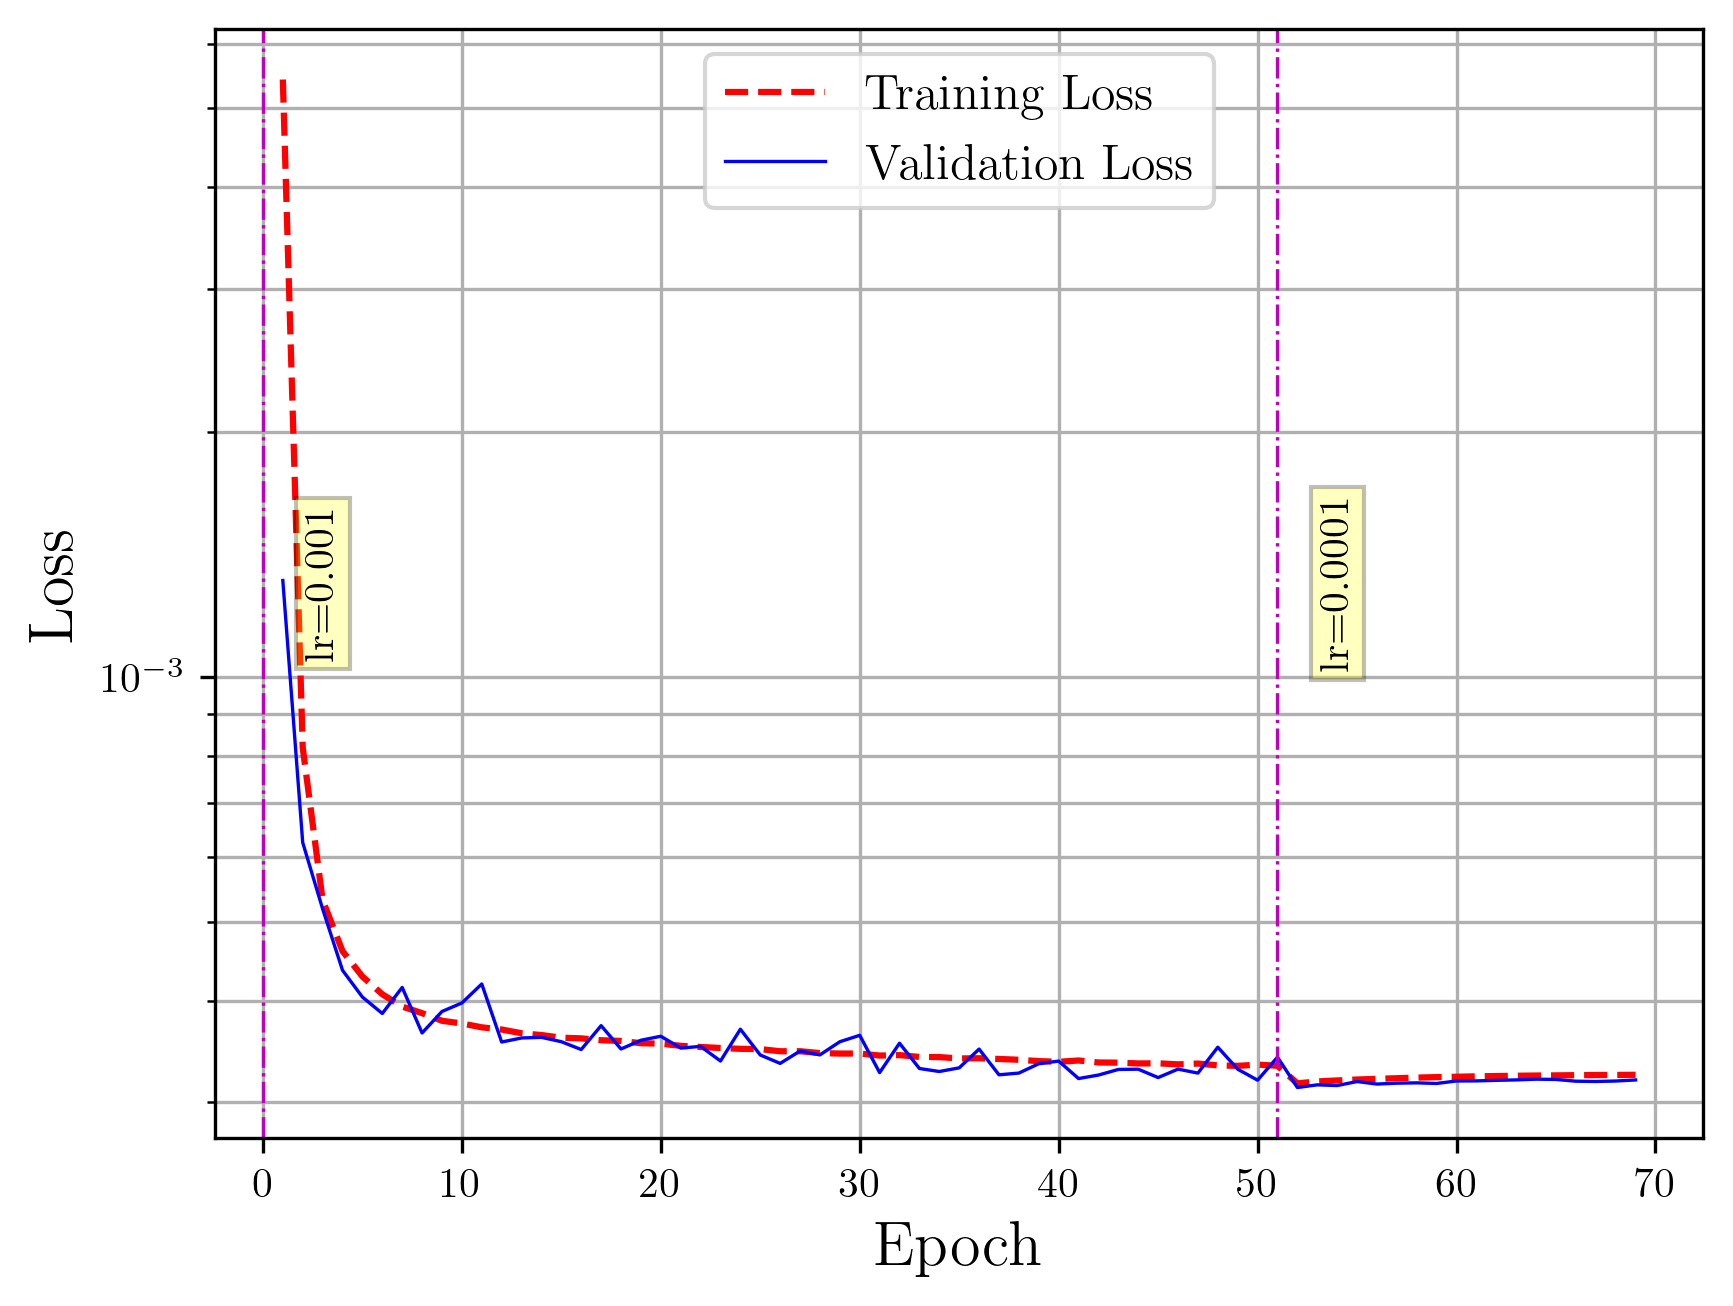 Training Loss
Validation Loss
lr=0.001
lr=0.0001
Loss
10⁻³
0 10 20 30 40 50 60 70
Epoch